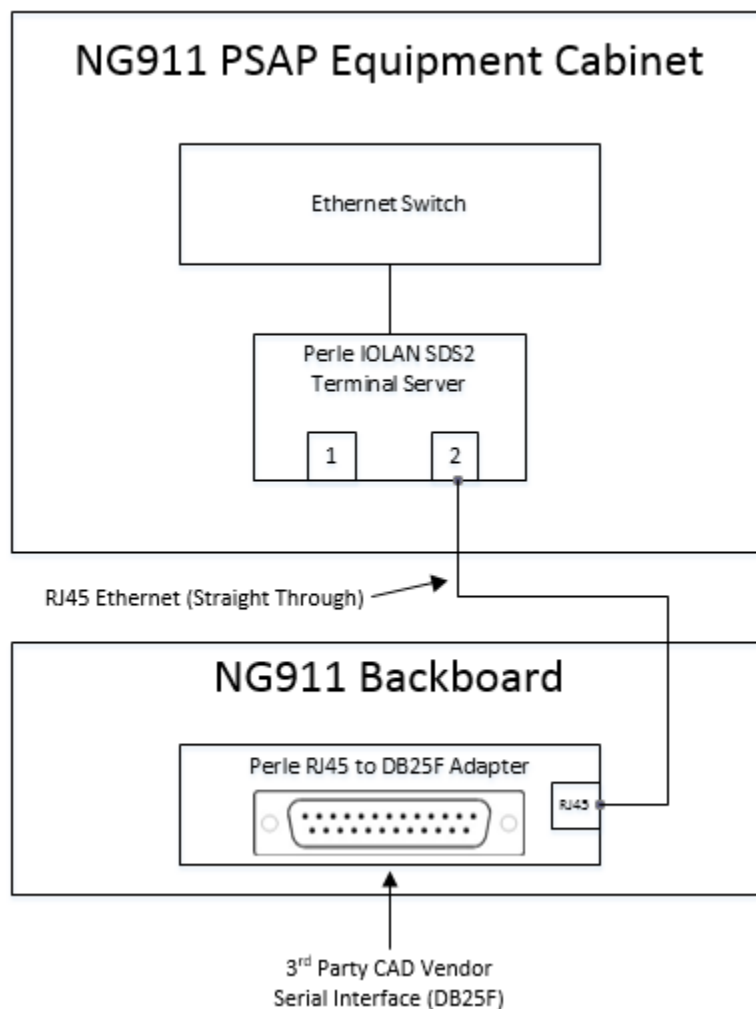 NG911 PSAP Equipment Cabinet
Ethernet Switch
Perle IOLAN SDS2
Terminal Server
1
2
RJ45 Ethernet (Straight Through)
NG911 Backboard
Perle RJ45 to DB25F Adapter
RJ45
3rd Party CAD Vendor
Serial Interface (DB25F)